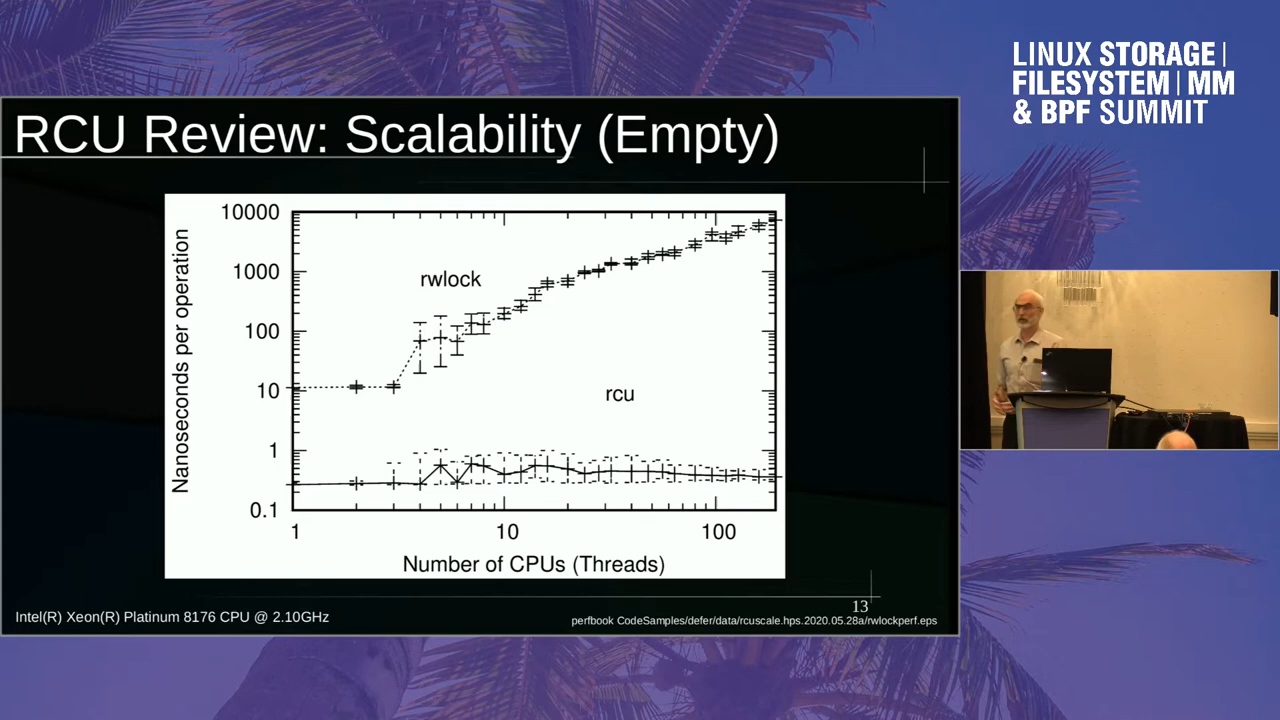 LINUX STORAGE |
FILESYSTEM | MM
& BPF SUMMIT
RCU Review: Scalability (Empty)
10000
1000
100
10
1
0.1
Nanoseconds per operation
rwlock
rcu
1
10
100
Number of CPUs (Threads)
13
Intel(R) Xeon(R) Platinum 8176 CPU @ 2.10GHz
perfbook CodeSamples/defer/data/rcuscale.hps.2020.05.28a/rwlockperf.eps